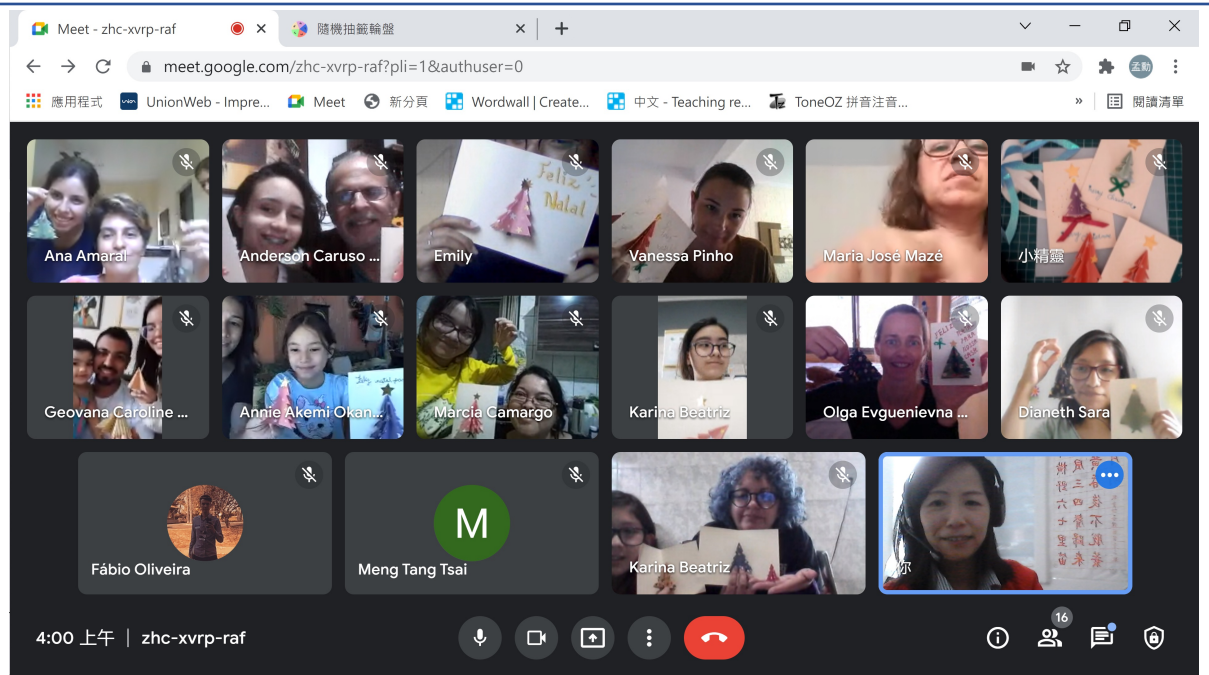 Meet - zhc-xvrp-raf
隨機抽籤輪盤
meet.google.com/zhc-xvrp-raf?pli=1&authuser=0
孟勳
應用程式
UnionWeb - Impre...
Meet
新分頁
Wordwall | Create...
中文 - Teaching re...
ToneOZ 拼音注音...
»
閱讀清單
Feliz
Natal
Ana Amaral
Anderson Caruso ...
Emily
Vanessa Pinho
Maria José Mazé
小精靈
FELIZ
Geovana Caroline ...
Annie Akemi Okan...
Marcia Camargo
Karina Beatriz
Olga Evguenievna ...
Dianeth Sara
M
Fábio Oliveira
Meng Tang Tsai
Karina Beatriz
你
4:00 上午 | zhc-xvrp-raf
16